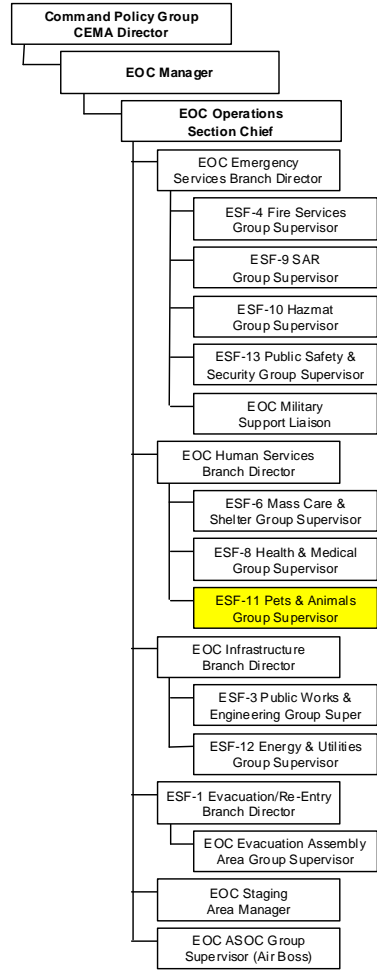 Command Policy Group
CEMA Director
EOC Manager
EOC Operations
Section Chief
EOC Emergency
Services Branch Director
ESF-4 Fire Services
Group Supervisor
ESF-9 SAR
Group Supervisor
ESF-10 Hazmat
Group Supervisor
ESF-13 Public Safety &
Security Group Supervisor
EOC Military
Support Liaison
EOC Human Services
Branch Director
ESF-6 Mass Care &
Shelter Group Supervisor
ESF-8 Health & Medical
Group Supervisor
ESF-11 Pets & Animals
Group Supervisor
EOC Infrastructure
Branch Director
ESF-3 Public Works &
Engineering Group Super
ESF-12 Energy & Utilities
Group Supervisor
ESF-1 Evacuation/Re-Entry
Branch Director
EOC Evacuation Assembly
Area Group Supervisor
EOC Staging
Area Manager
EOC ASOC Group
Supervisor (Air Boss)